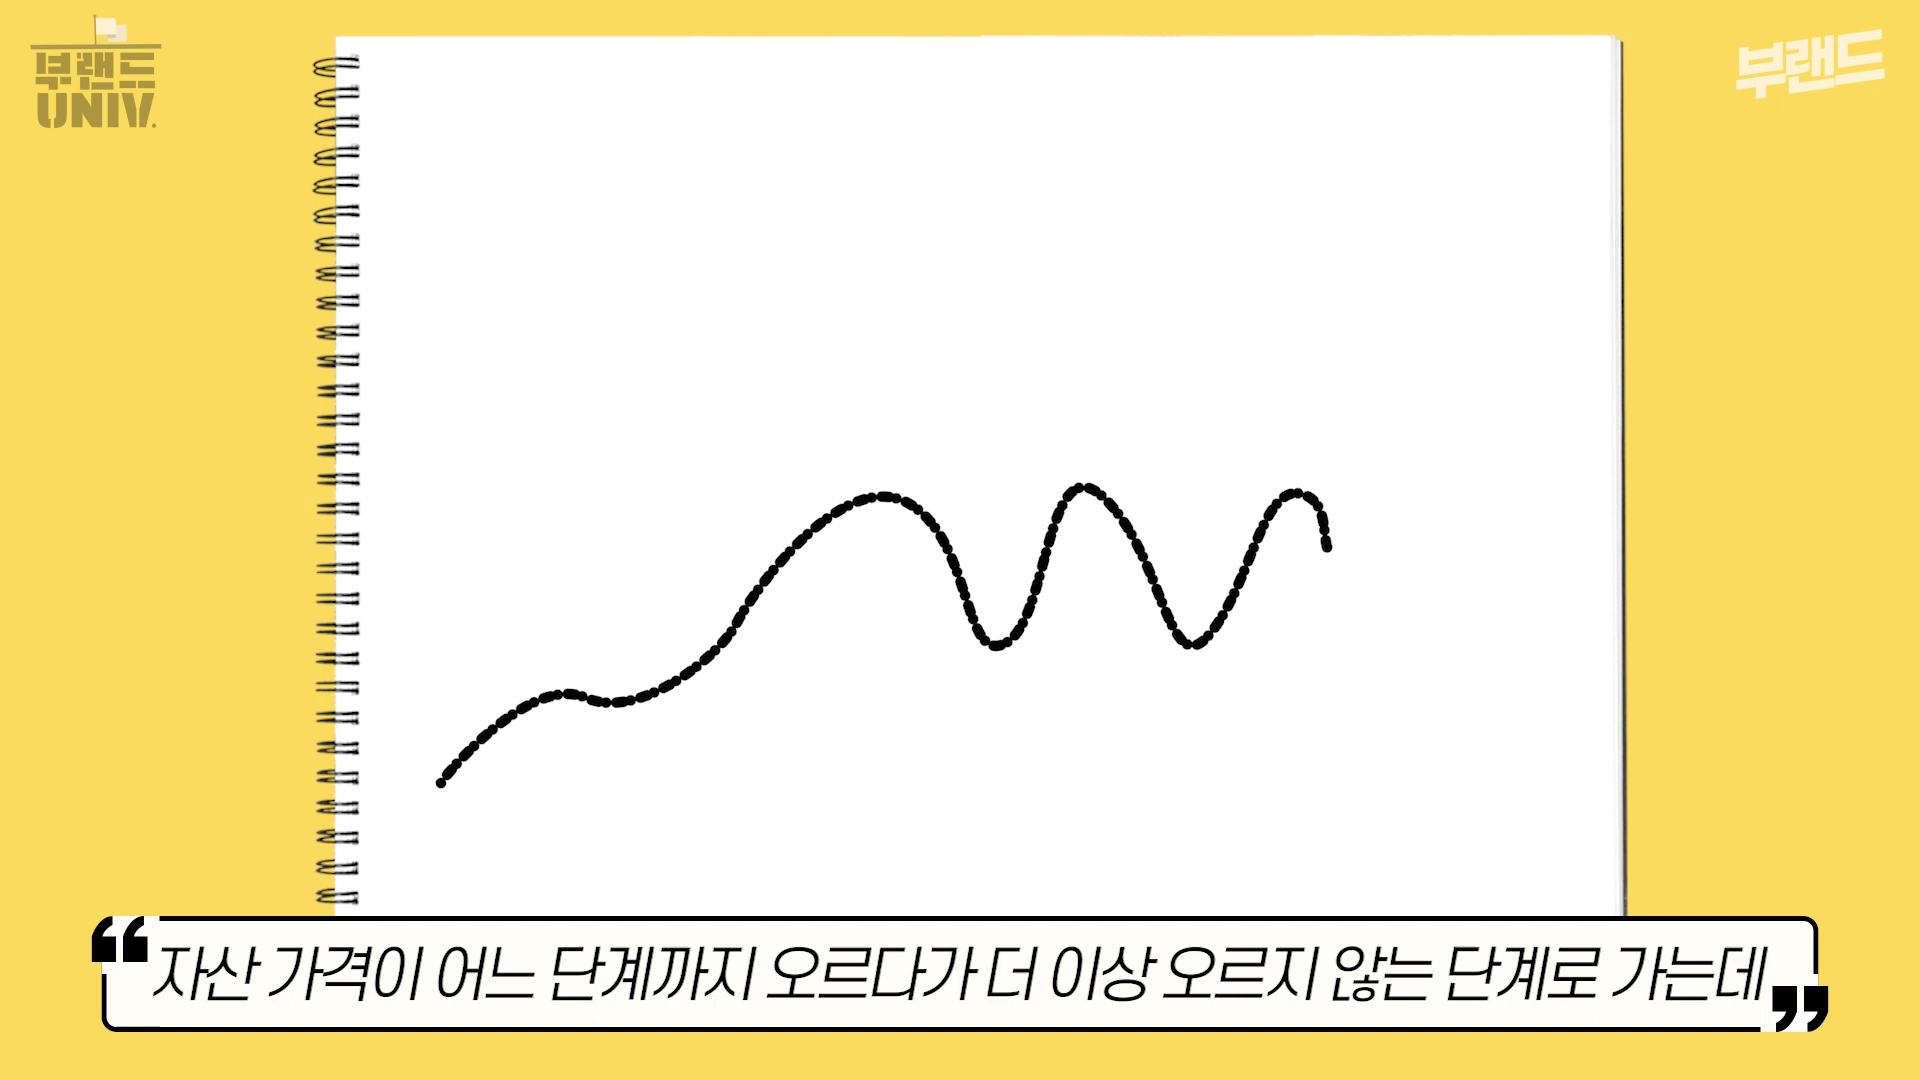 부랜드
UNIV.
부랜드
“자산 가격이 어느 단계까지 오르다가 더 이상 오르지 않는 단계로 가는데”